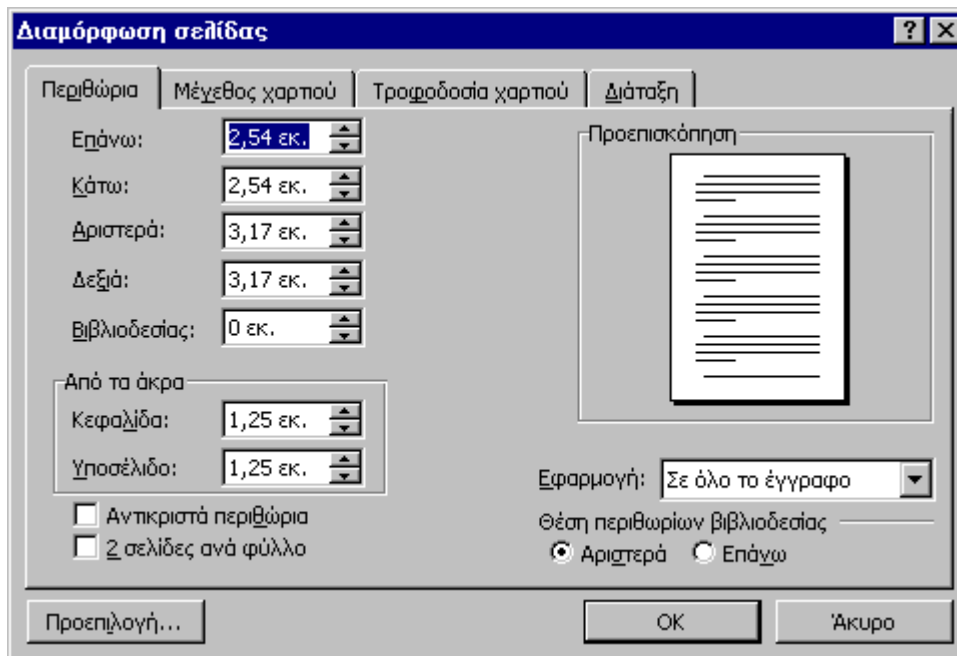 Διαμόρφωση σελίδας
Περιθώρια Μέγεθος χαρτιού Τροφοδοσία χαρτιού Διάταξη
Επάνω: 2,54 εκ.
Κάτω: 2,54 εκ.
Αριστερά: 3,17 εκ.
Δεξιά: 3,17 εκ.
Βιβλιοδεσίας: 0 εκ.
Από τα άκρα
Κεφαλίδα: 1,25 εκ.
Υποσέλιδο: 1,25 εκ.
Αντικριστά περιθώρια
2 σελίδες ανά φύλλο
Προεπισκόπηση
Εφαρμογή: Σε όλο το έγγραφο
Θέση περιθωρίων βιβλιοδεσίας
Αριστερά Επάνω
Προεπιλογή... OK Άκυρο